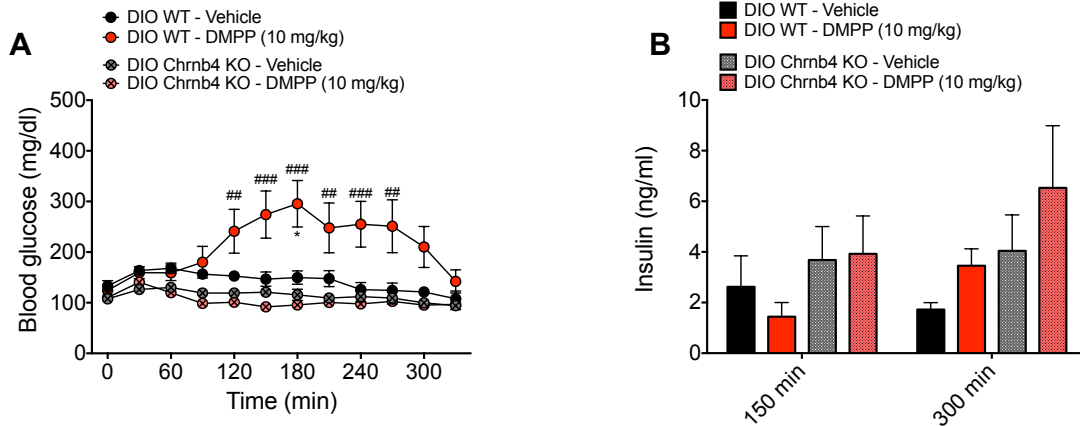 A
DIO WT - Vehicle
DIO WT - DMPP (10 mg/kg)
DIO Chrnb4 KO - Vehicle
DIO Chrnb4 KO - DMPP (10 mg/kg)
Blood glucose (mg/dl)
500
400
300
200
100
0
##
###
###
##
###
##
*
0
60
120
180
240
300
Time (min)
B
DIO WT - Vehicle
DIO WT - DMPP (10 mg/kg)
DIO Chrnb4 KO - Vehicle
DIO Chrnb4 KO - DMPP (10 mg/kg)
Insulin (ng/ml)
10
8
6
4
2
0
150 min
300 min